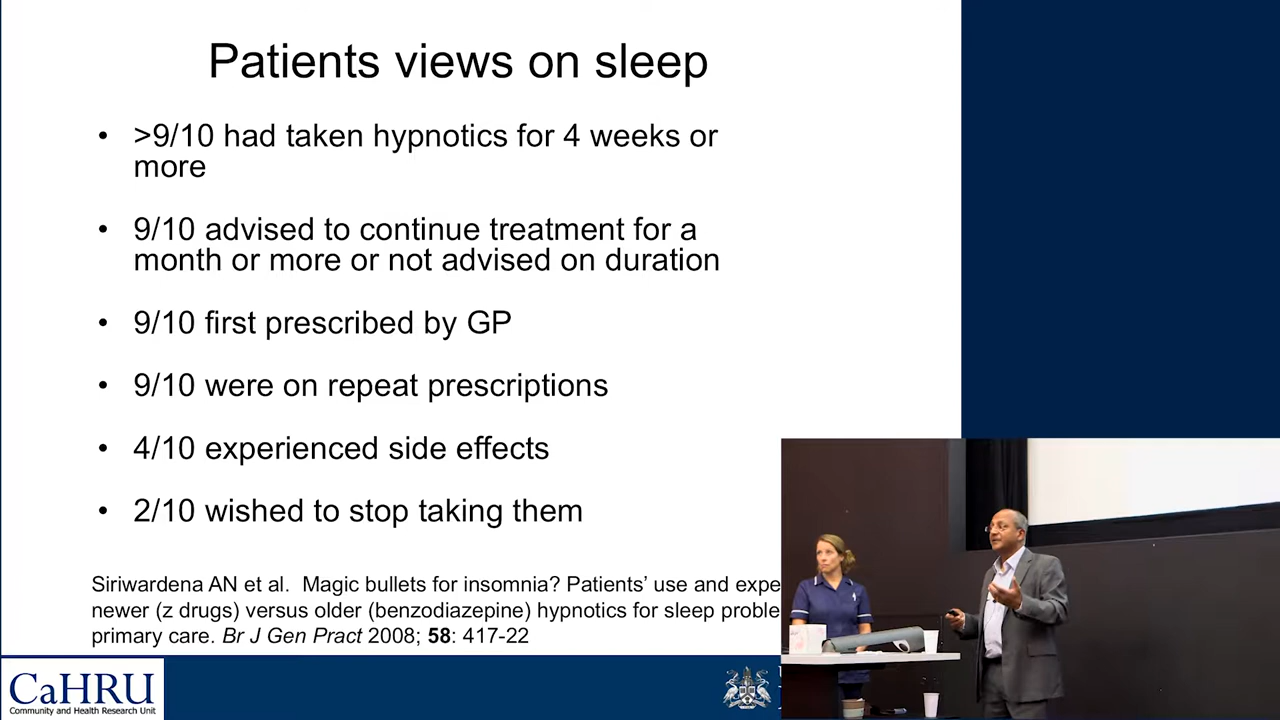 Patients views on sleep
• >9/10 had taken hypnotics for 4 weeks or
more
• 9/10 advised to continue treatment for a
month or more or not advised on duration
• 9/10 first prescribed by GP
• 9/10 were on repeat prescriptions
• 4/10 experienced side effects
• 2/10 wished to stop taking them
Siriwardena AN et al. Magic bullets for insomnia? Patients' use and
newer (z drugs) versus older (benzodiazepine) hypnotics for sleep
primary care. Br J Gen Pract 2008; 58: 417-22
CaHRU
Community and Health Research Unit